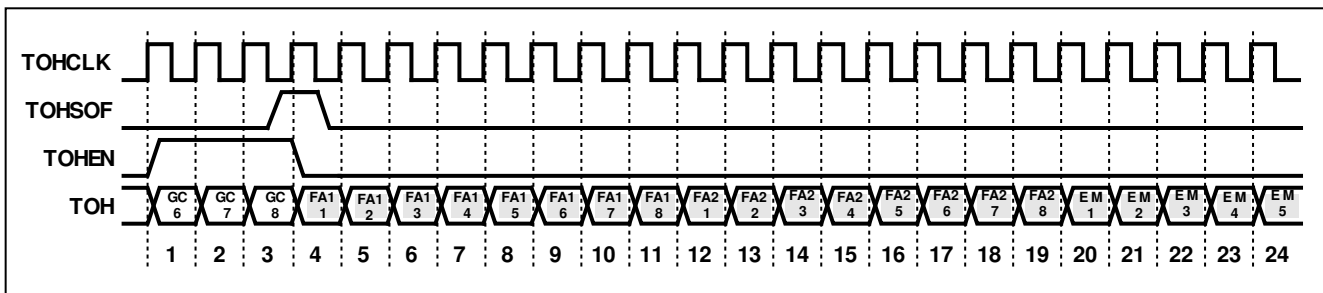 TOHCLK
TOHSOF
TOHEN
TOH GC 6 GC 7 GC 8 FA1 1 FA1 2 FA1 3 FA1 4 FA1 5 FA1 6 FA1 7 FA1 8 FA2 1 FA2 2 FA2 3 FA2 4 FA2 5 FA2 6 FA2 7 FA2 8 EM 1 EM 2 EM 3 EM 4 EM 5
1 2 3 4 5 6 7 8 9 10 11 12 13 14 15 16 17 18 19 20 21 22 23 24